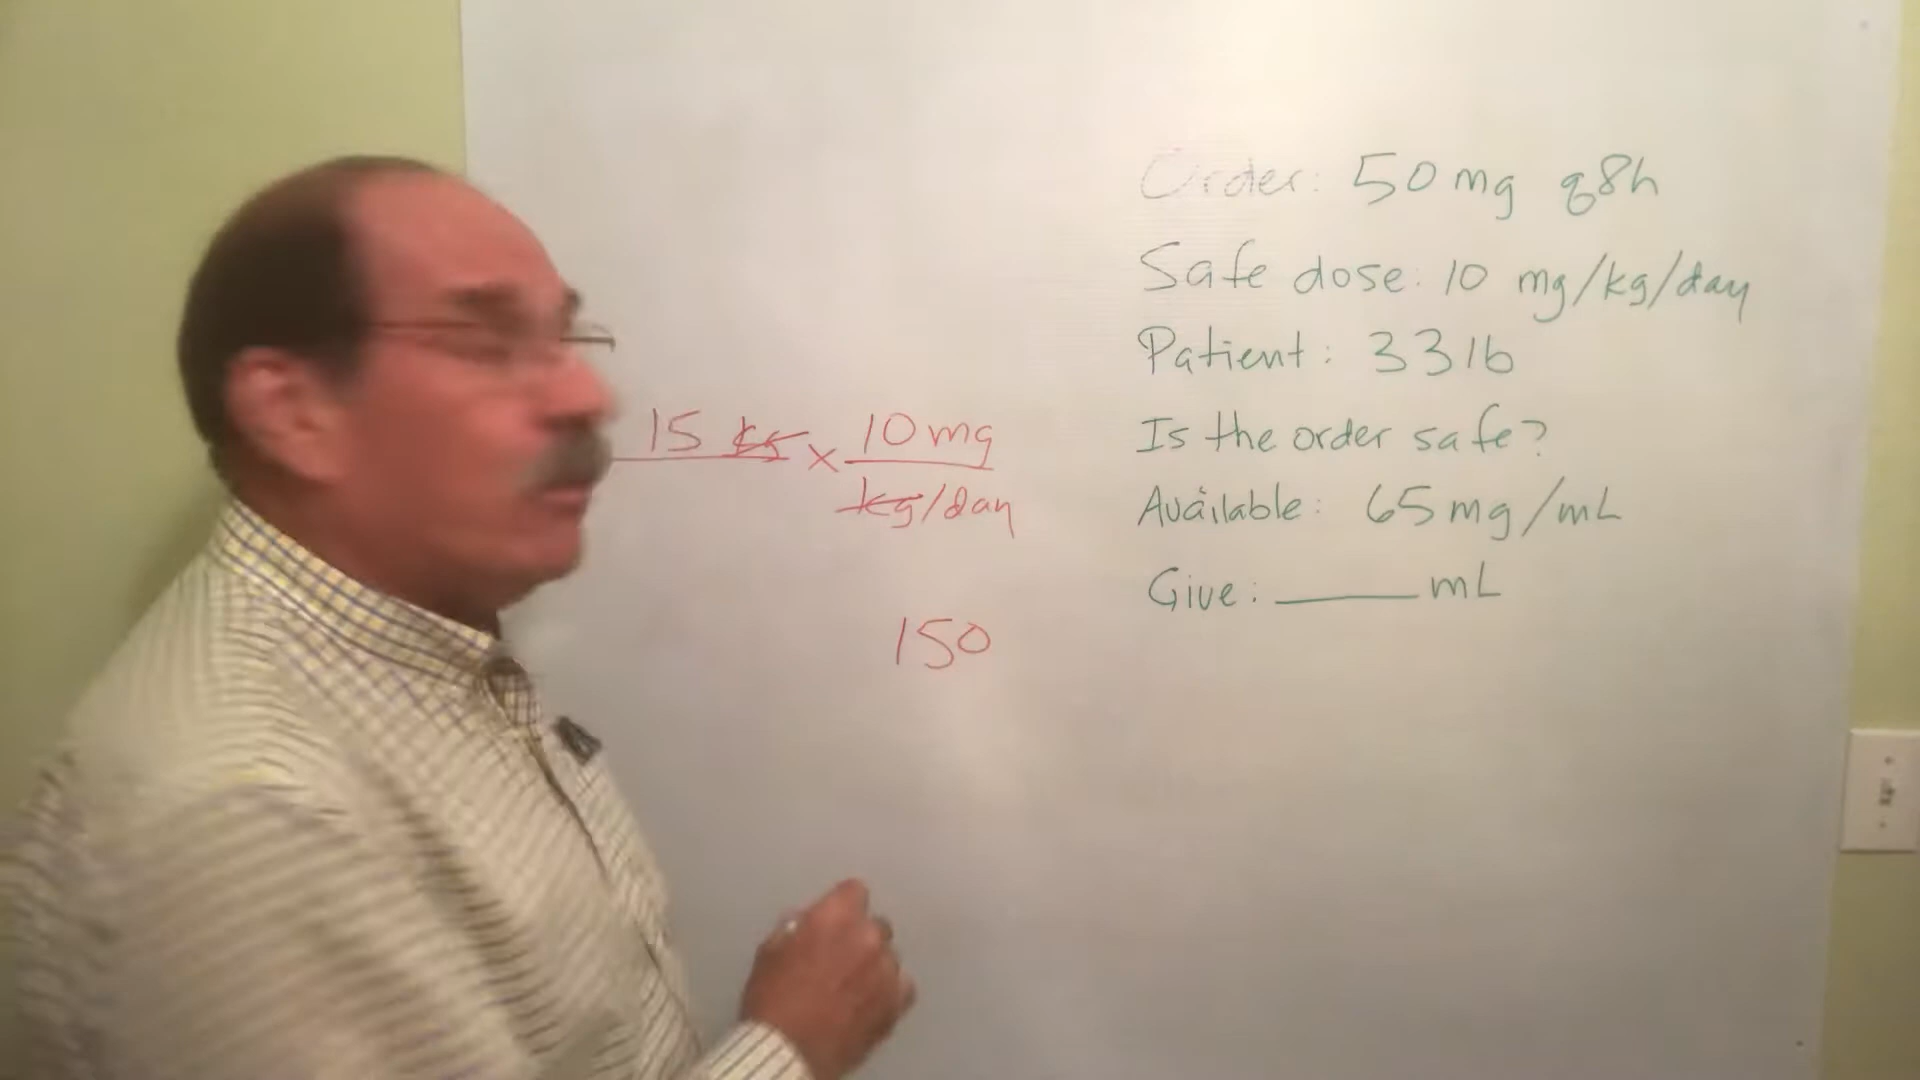 Order: 50 mg q8h
Safe dose: 10 mg/kg/day
Patient: 33 lb
Is the order safe?
Available: 65 mg/mL
Give: ______ mL
15 kg × 10 mg
kg/day
150